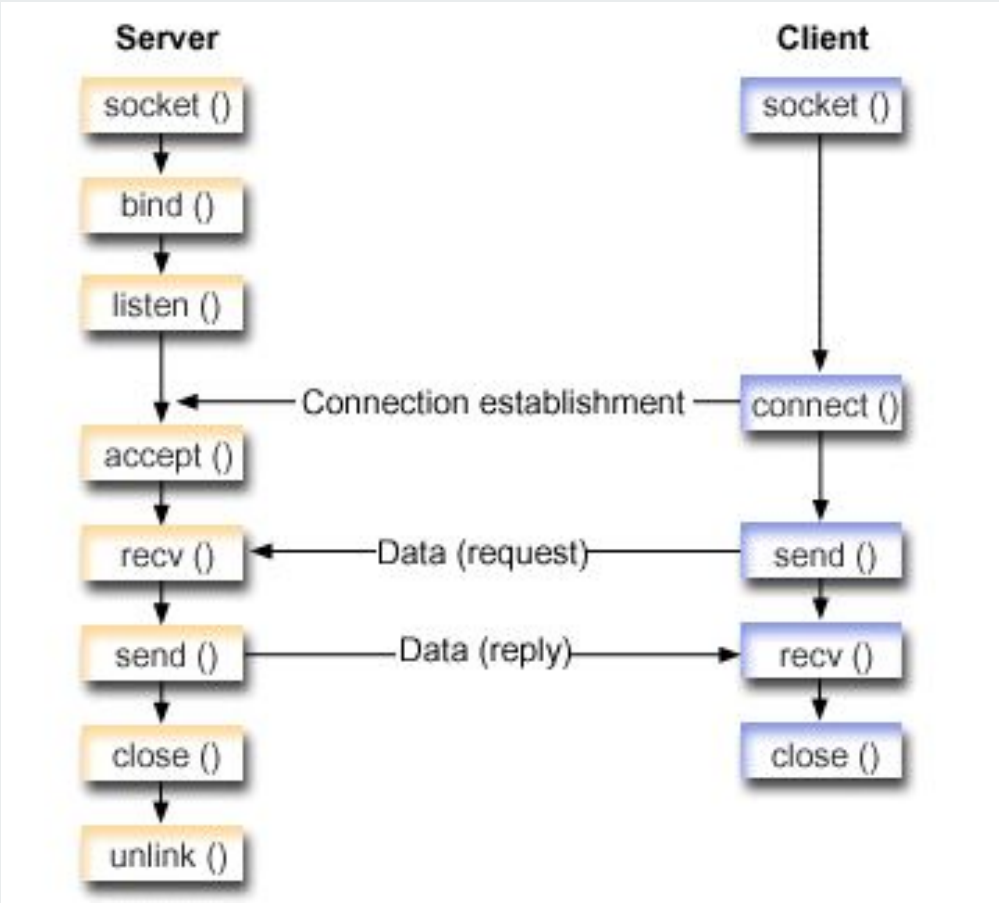 Server
Client
socket ()
socket ()
bind ()
listen ()
Connection establishment
connect ()
accept ()
recv ()
Data (request)
send ()
send ()
Data (reply)
recv ()
close ()
close ()
unlink ()